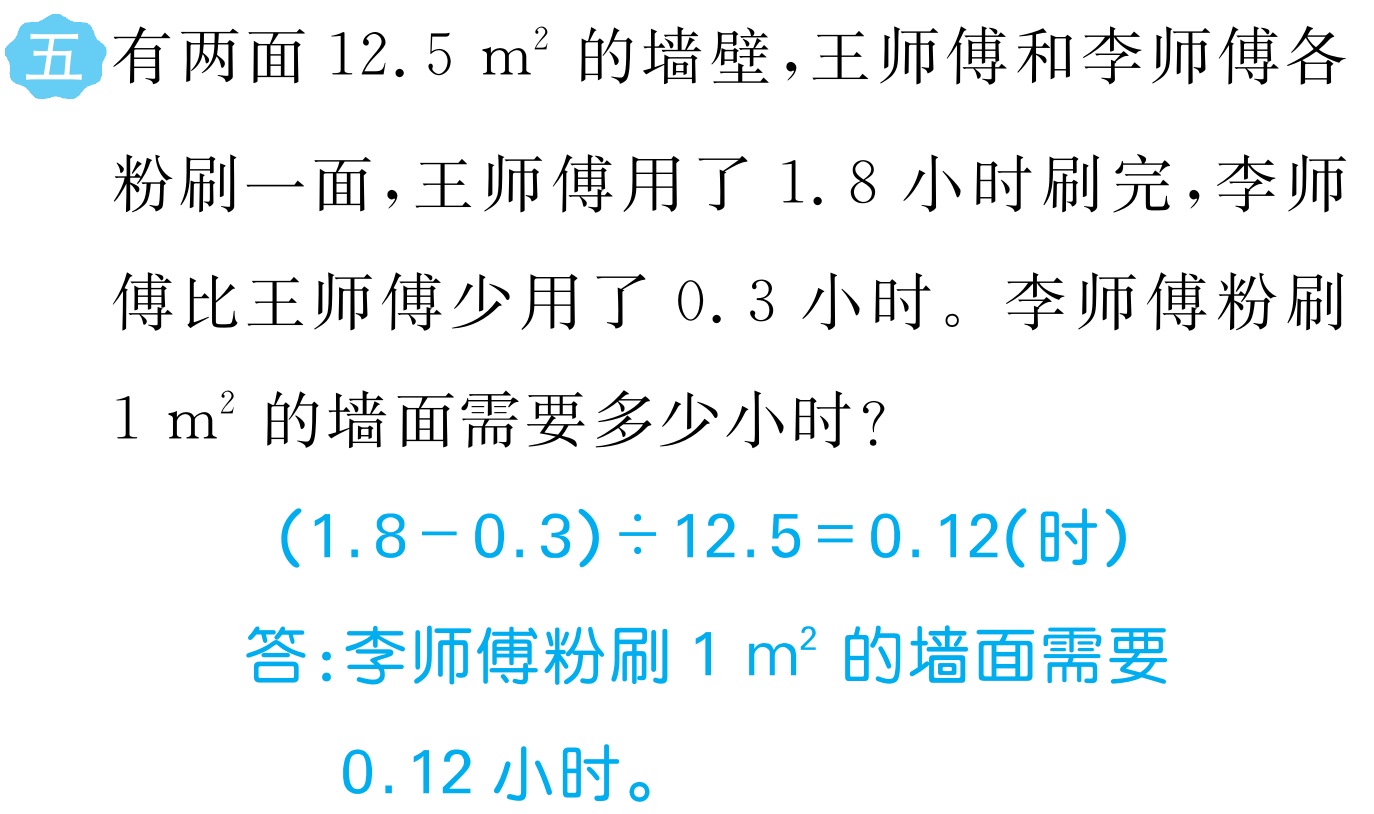 五 有两面 12.5 m² 的墙壁,王师傅和李师傅各
粉刷一面,王师傅用了 1.8 小时刷完,李师
傅比王师傅少用了 0.3 小时。李师傅粉刷
1 m² 的墙面需要多少小时?
(1.8-0.3)÷12.5=0.12(时)
答:李师傅粉刷 1 m² 的墙面需要
0.12 小时。